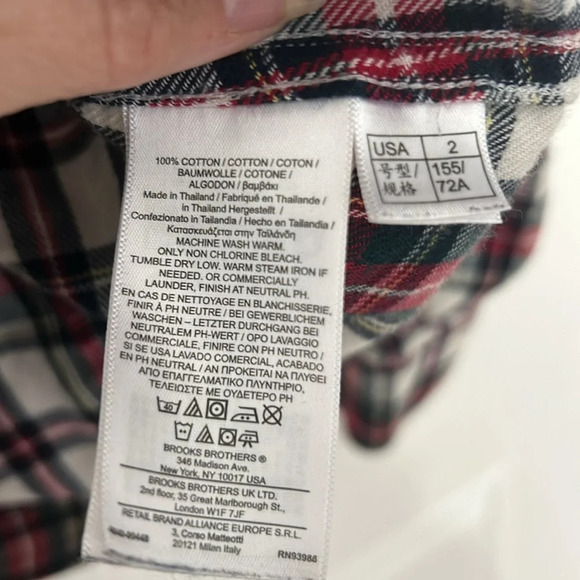 100% COTTON / COTTON / COTON /
BAUMWOLLE / COTONE /
ALGODON / βαμβάκι
Made in Thailand / Fabriqué en Thaïlande /
in Thailand Hergestellt /
Confezionato in Tailandia / Hecho en Tailandia /
Κατασκευάζεται στην Ταϊλάνδη
MACHINE WASH WARM.
ONLY NON CHLORINE BLEACH.
TUMBLE DRY LOW. WARM STEAM IRON IF
NEEDED. OR COMMERCIALLY
LAUNDER, FINISH AT NEUTRAL PH.
EN CAS DE NETTOYAGE EN BLANCHISSERIE,
FINIR À PH NEUTRE / BEI GEWERBLICHEM
WASCHEN – LETZTER DURCHGANG BEI
NEUTRALEM PH-WERT / OPO LAVAGGIO
COMMERCIALE, FINIRE CON PH NEUTRO /
SI SE USA LAVADO COMERCIAL, ACABADO
EN PH NEUTRAL / ΑΝ ΠΡΟΚΕΙΤΑΙ ΝΑ ΠΛΥΘΕΙ
ΑΠΟ ΕΠΑΓΓΕΛΜΑΤΙΚΟ ΠΛΥΝΤΗΡΙΟ,
ΤΕΛΕΙΩΣΤΕ ΜΕ ΟΥΔΕΤΕΡΟ PH
40
BROOKS BROTHERS ®
346 Madison Ave.
New York, NY 10017 USA
BROOKS BROTHERS UK LTD.
2nd floor, 35 Great Marlborough St.,
London W1F 7JF
RETAIL BRAND ALLIANCE EUROPE S.R.L.
3, Corso Matteotti
20121 Milan Italy
RN93988
USA 2
号型/ 155/
规格 72A